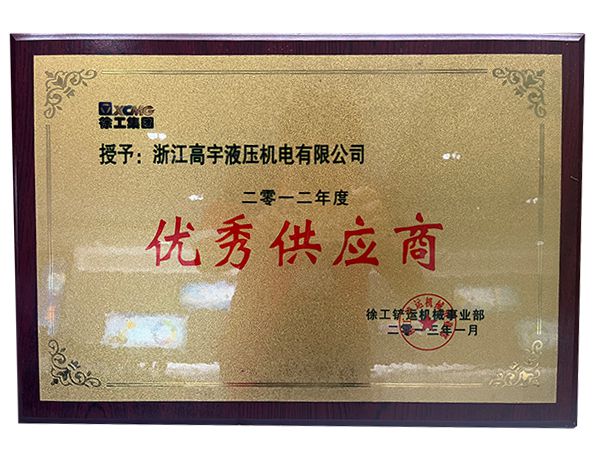 XCMG
徐工集团
授予：浙江高宇液压机电有限公司
二零一二年度
优秀供应商
徐工铲运机械事业部
二零一三年一月